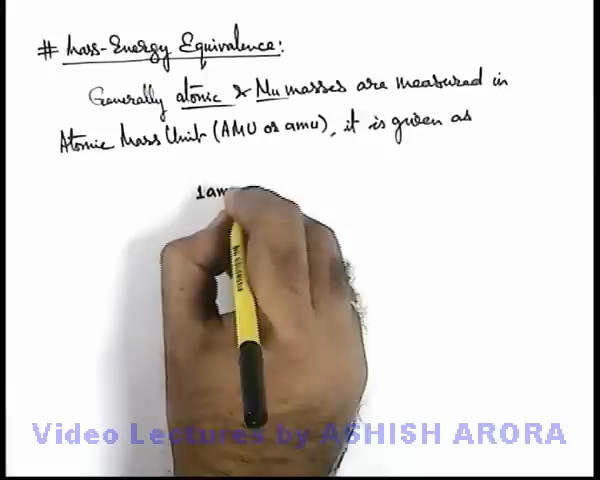 # Mass-Energy Equivalence:
Generally atomic & Mu masses are measured in
Atomic Mass Unit (AMU or amu), it is given as
1am
Video Lectures by ASHISH ARORA